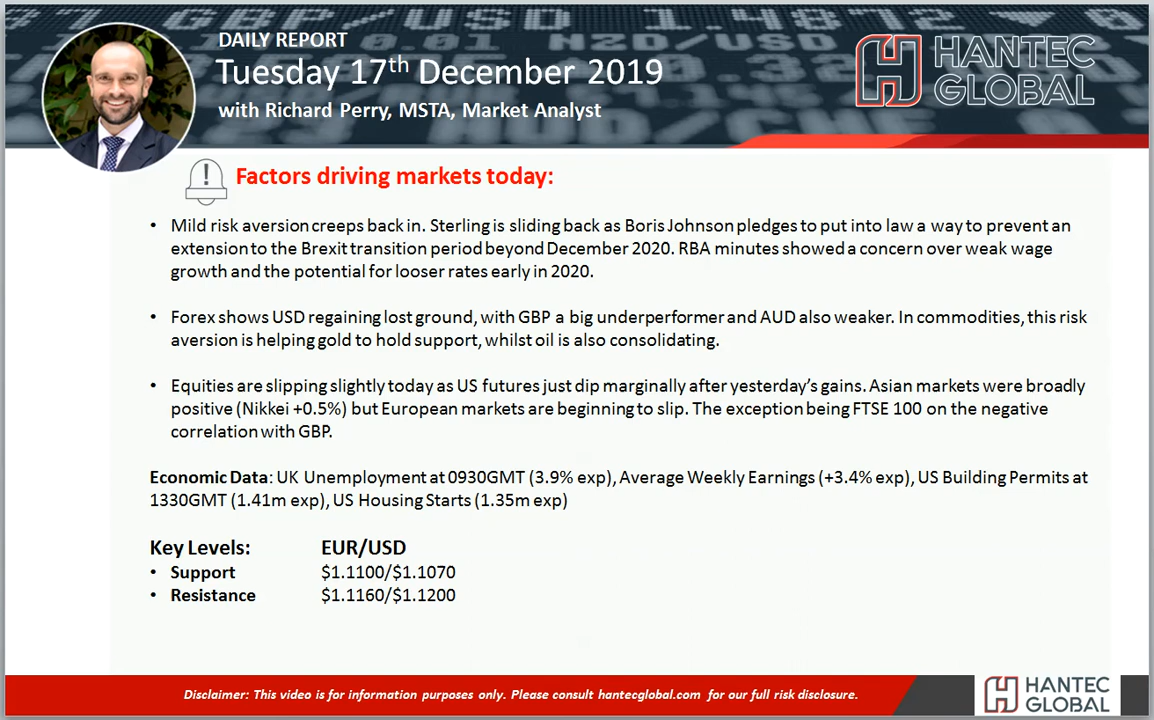 GBP/USD 1.48
0.01 NZD/USD
AUD/CHF
DAILY REPORT
Tuesday 17th December 2019
with Richard Perry, MSTA, Market Analyst
HANTEC
GLOBAL
! Factors driving markets today:
• Mild risk aversion creeps back in. Sterling is sliding back as Boris Johnson pledges to put into law a way to prevent an
extension to the Brexit transition period beyond December 2020. RBA minutes showed a concern over weak wage
growth and the potential for looser rates early in 2020.
• Forex shows USD regaining lost ground, with GBP a big underperformer and AUD also weaker. In commodities, this risk
aversion is helping gold to hold support, whilst oil is also consolidating.
• Equities are slipping slightly today as US futures just dip marginally after yesterday's gains. Asian markets were broadly
positive (Nikkei +0.5%) but European markets are beginning to slip. The exception being FTSE 100 on the negative
correlation with GBP.
Economic Data: UK Unemployment at 0930GMT (3.9% exp), Average Weekly Earnings (+3.4% exp), US Building Permits at
1330GMT (1.41m exp), US Housing Starts (1.35m exp)
Key Levels: EUR/USD
• Support $1.1100/$1.1070
• Resistance $1.1160/$1.1200
Disclaimer: This video is for information purposes only. Please consult hantecglobal.com for our full risk disclosure.
HANTEC
GLOBAL